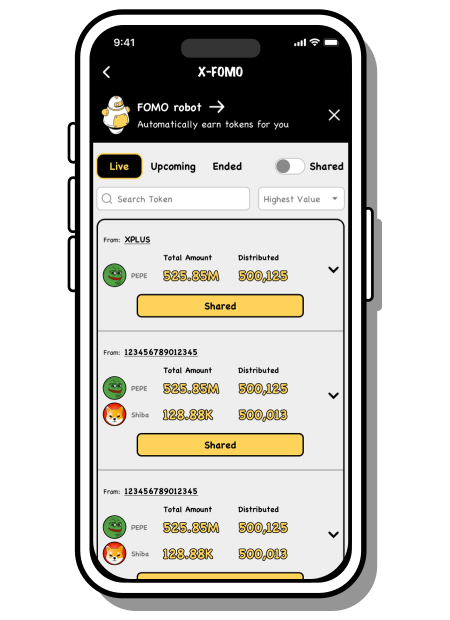 9:41
X-FOMO
FOMO robot →
Automatically earn tokens for you
Live Upcoming Ended Shared
Search Token Highest Value
From: XPLUS
Total Amount Distributed
PEPE 525.85M 500,125
Shared
From: 123456789012345
Total Amount Distributed
PEPE 525.85M 500,125
Shiba 128.88K 500,013
Shared
From: 123456789012345
Total Amount Distributed
PEPE 525.85M 500,125
Shiba 128.88K 500,013